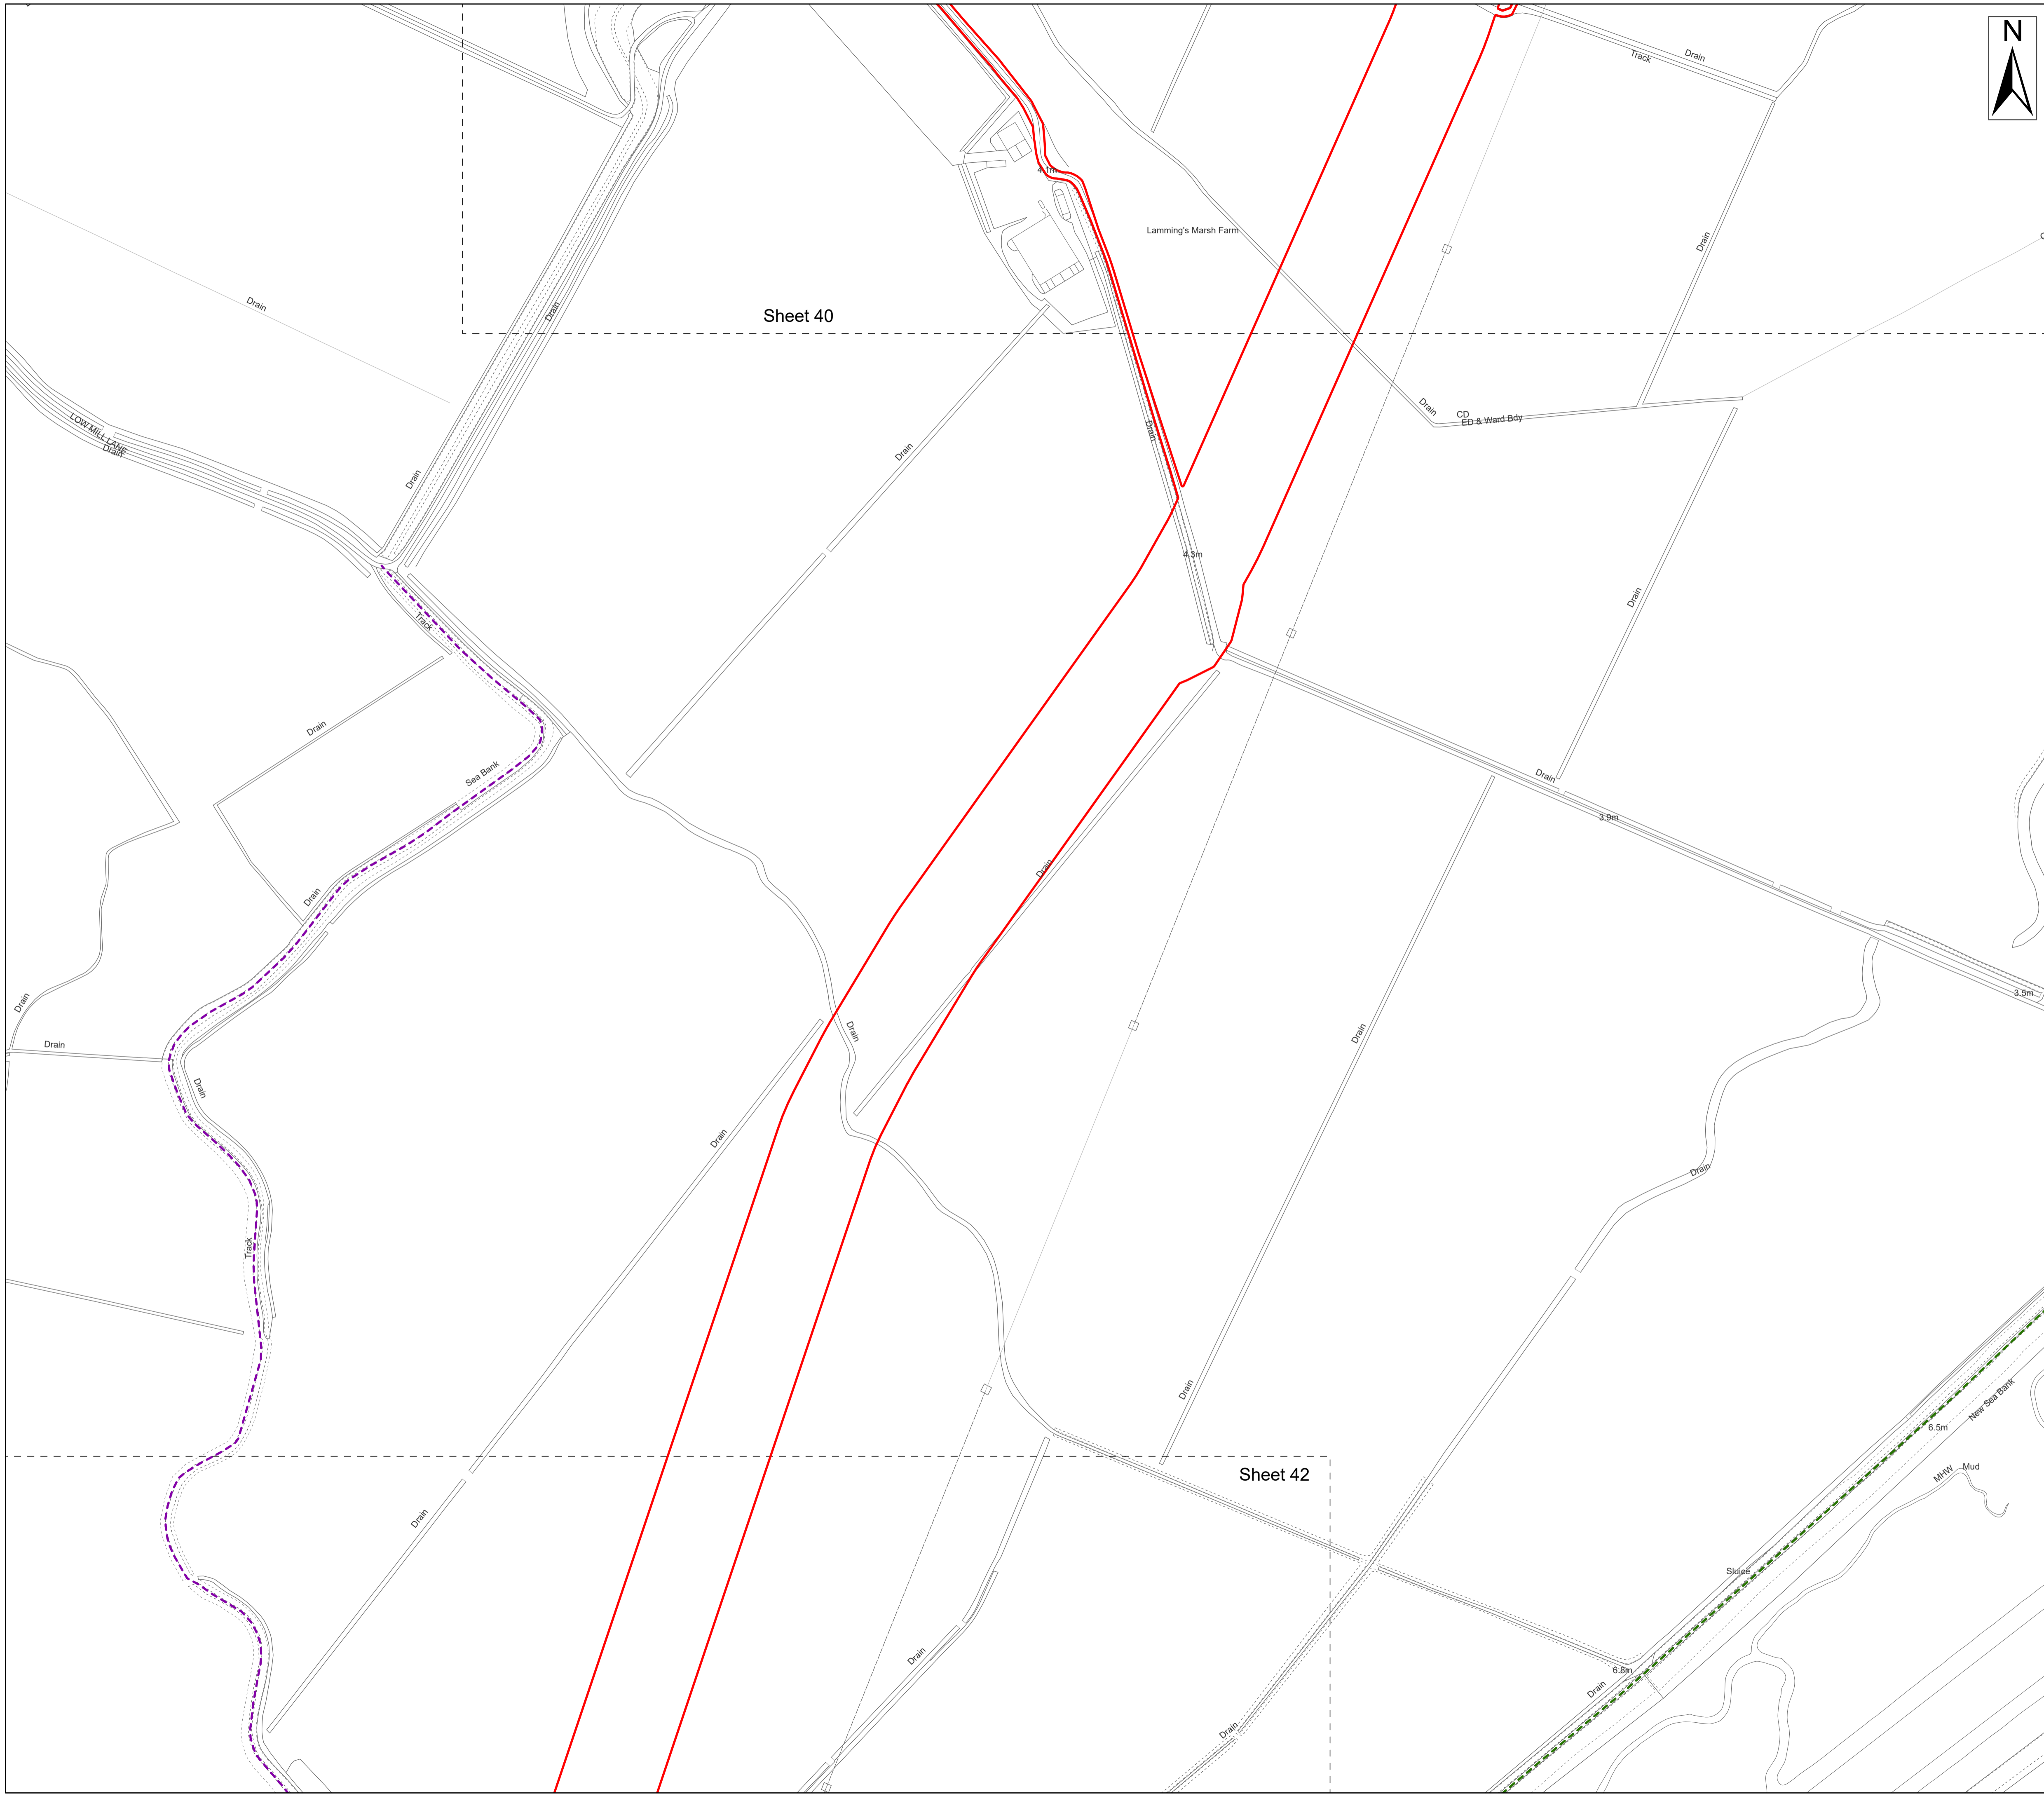 N
Drain
Track
4.1m
Lamming's Marsh Farm
Drain
Drain
Drain
Sheet 40
Drain
CD
ED & Ward Bdy
LOW MILL LANE
Drain
Drain
Drain
Drain
4.3m
Drain
Track
Drain
Sea Bank
Drain
3.9m
Drain
Drain
Drain
3.5m
Drain
Drain
Drain
Drain
Drain
Drain
Drain
Track
Drain
New Sea Bank
6.5m
Mud
MHW
Sheet 42
Drain
Sluice
Drain
6.8m
Drain
Drain